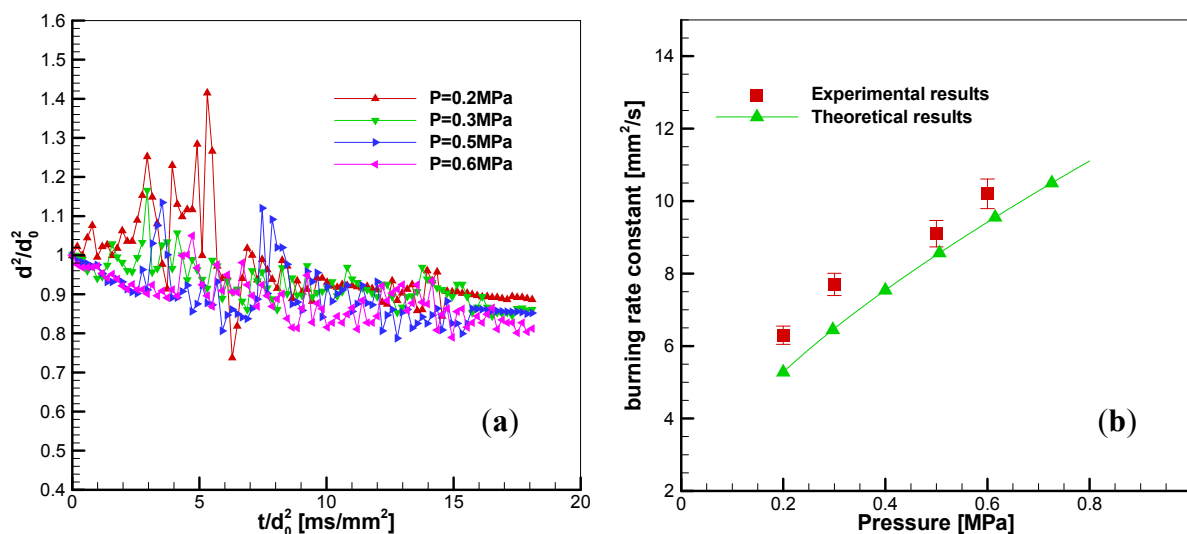 1.6
1.5
1.4
1.3
1.2
1.1
1
0.9
0.8
0.7
0.6
0.5
0.4
d²/d₀²
P=0.2MPa
P=0.3MPa
P=0.5MPa
P=0.6MPa
(a)
0 5 10 15 20
t/d₀² [ms/mm²]
14
12
10
8
6
4
2
burning rate constant [mm²/s]
Experimental results
Theoretical results
(b)
0 0.2 0.4 0.6 0.8
Pressure [MPa]